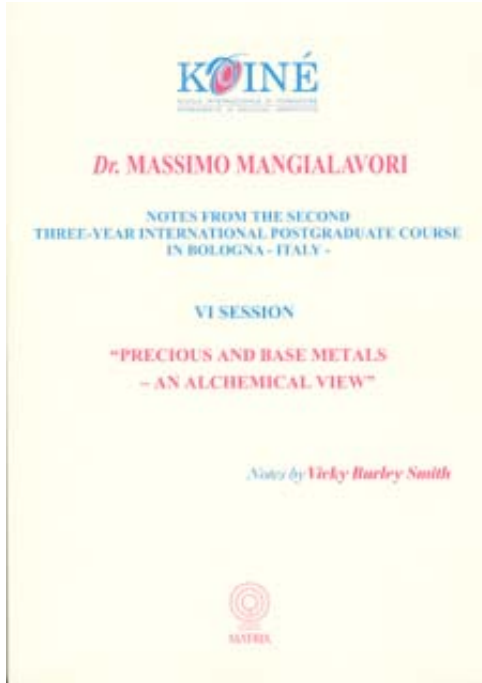 KOINÉ
Dr. MASSIMO MANGIALAVORI
NOTES FROM THE SECOND
THREE-YEAR INTERNATIONAL POSTGRADUATE COURSE
IN BOLOGNA - ITALY -
VI SESSION
“PRECIOUS AND BASE METALS
– AN ALCHEMICAL VIEW”
Notes by Vicky Burley Smith
MATRIX